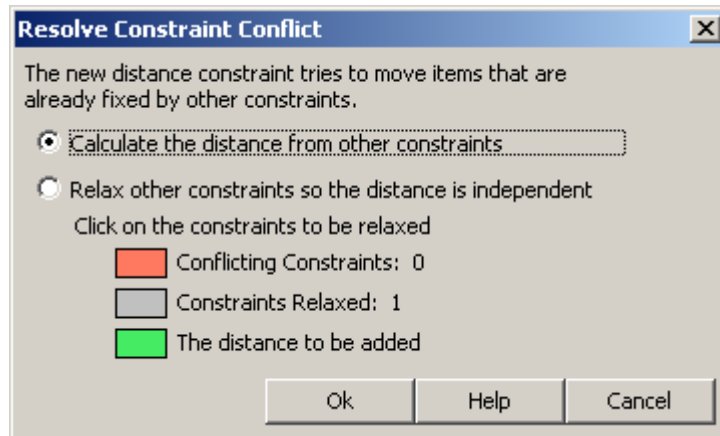 Resolve Constraint Conflict
The new distance constraint tries to move items that are
already fixed by other constraints.
Calculate the distance from other constraints
Relax other constraints so the distance is independent
Click on the constraints to be relaxed
Conflicting Constraints: 0
Constraints Relaxed: 1
The distance to be added
Ok Help Cancel